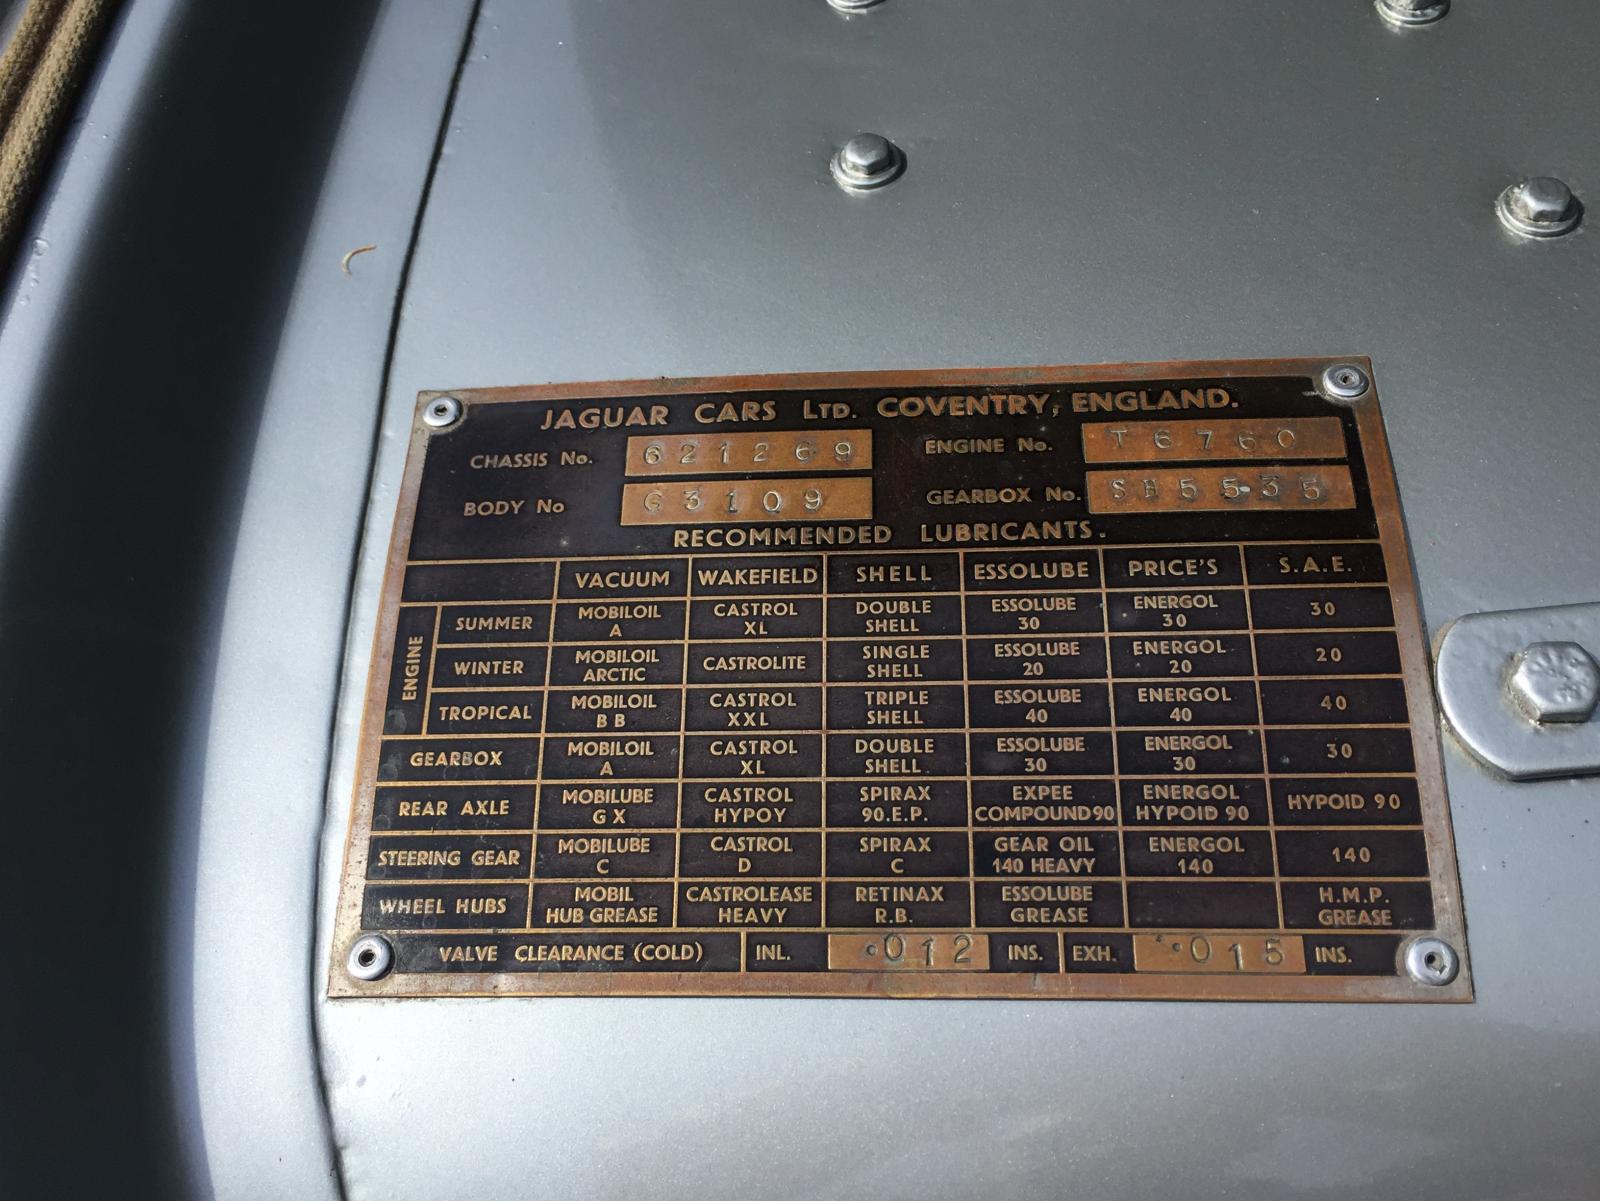 JAGUAR CARS LTD. COVENTRY, ENGLAND.
CHASSIS No. 621269 ENGINE No. T6760
BODY No G3109 GEARBOX No. SH5535
RECOMMENDED LUBRICANTS.
VACUUM WAKEFIELD SHELL ESSOLUBE PRICE'S S.A.E.
ENGINE
SUMMER MOBILOIL A CASTROL XL DOUBLE SHELL ESSOLUBE 30 ENERGOL 30 30
WINTER MOBILOIL ARCTIC CASTROLITE SINGLE SHELL ESSOLUBE 20 ENERGOL 20 20
TROPICAL MOBILOIL B B CASTROL XXL TRIPLE SHELL ESSOLUBE 40 ENERGOL 40 40
GEARBOX MOBILOIL A CASTROL XL DOUBLE SHELL ESSOLUBE 30 ENERGOL 30 30
REAR AXLE MOBILUBE G X CASTROL HYPOY SPIRAX 90.E.P. EXPEE COMPOUND 90 ENERGOL HYPOID 90 HYPOID 90
STEERING GEAR MOBILUBE C CASTROL D SPIRAX C GEAR OIL 140 HEAVY ENERGOL 140 140
WHEEL HUBS MOBIL HUB GREASE CASTROLEASE HEAVY RETINAX R.B. ESSOLUBE GREASE H.M.P. GREASE
VALVE CLEARANCE (COLD) INL. .012 INS. EXH. .015 INS.